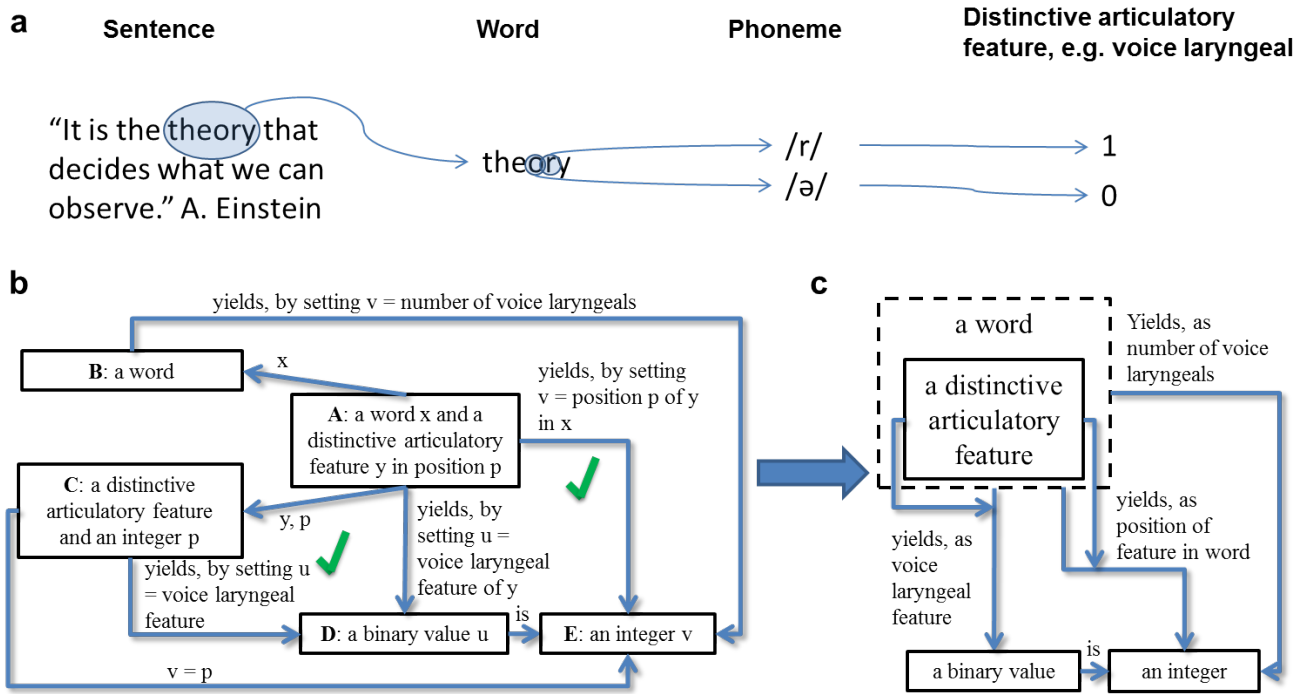 a
Sentence
Word
Phoneme
Distinctive articulatory
feature, e.g. voice laryngeal
“It is the theory that
decides what we can
observe.” A. Einstein
theory
/r/
/ə/
1
0
b
yields, by setting v = number of voice laryngeals
B: a word
x
A: a word x and a
distinctive articulatory
feature y in position p
yields, by setting
v = position p of y
in x
C: a distinctive
articulatory feature
and an integer p
y, p
yields, by setting u
= voice laryngeal
feature
yields, by
setting u =
voice laryngeal
feature of y
D: a binary value u
is
E: an integer v
v = p
c
a word
a distinctive
articulatory
feature
Yields, as
number of voice
laryngeals
yields, as
voice
laryngeal
feature
yields, as
position of
feature in word
a binary value
is
an integer